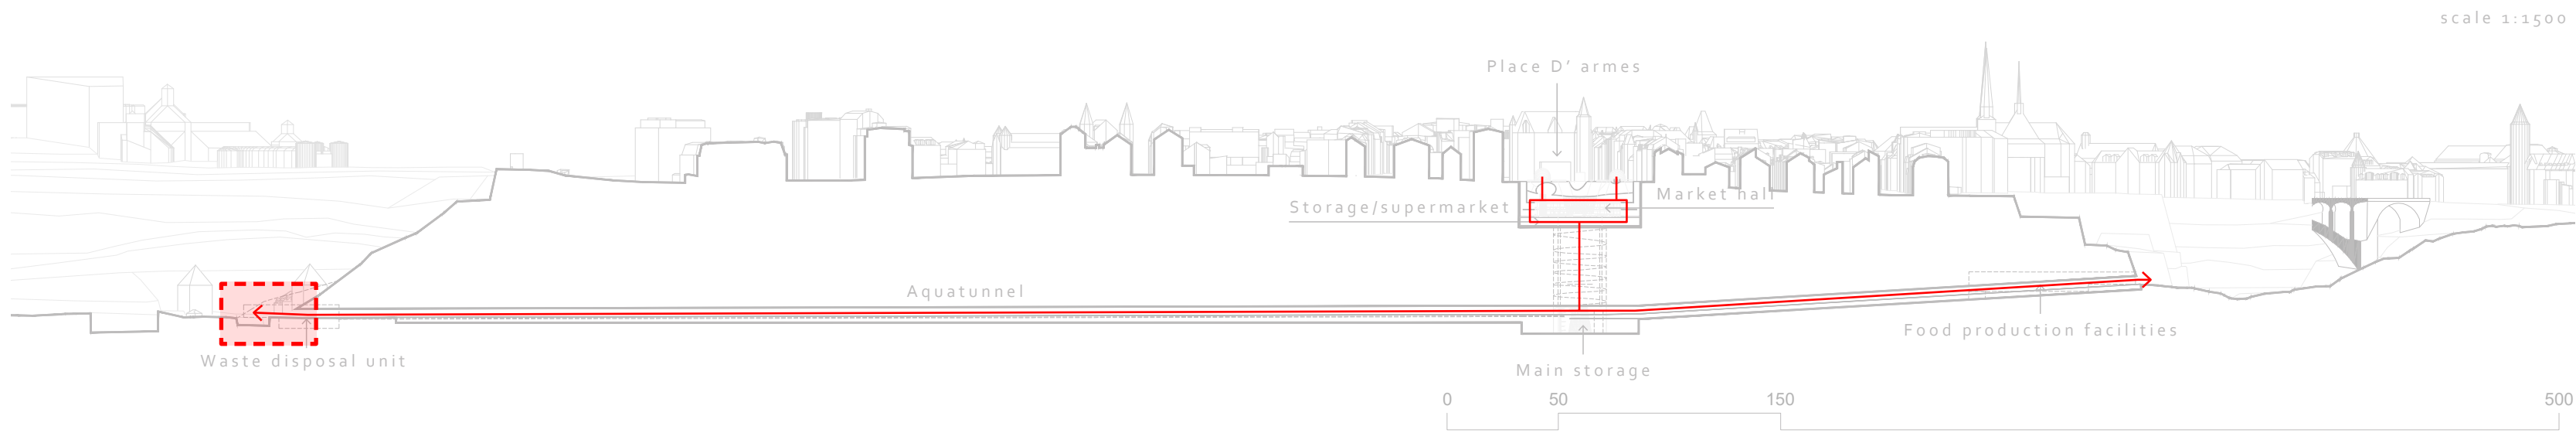 scale 1:1500
Place D' armes
Market hall
Storage/supermarket
Aquatunnel
Food production facilities
Waste disposal unit
Main storage
0 50 150 500